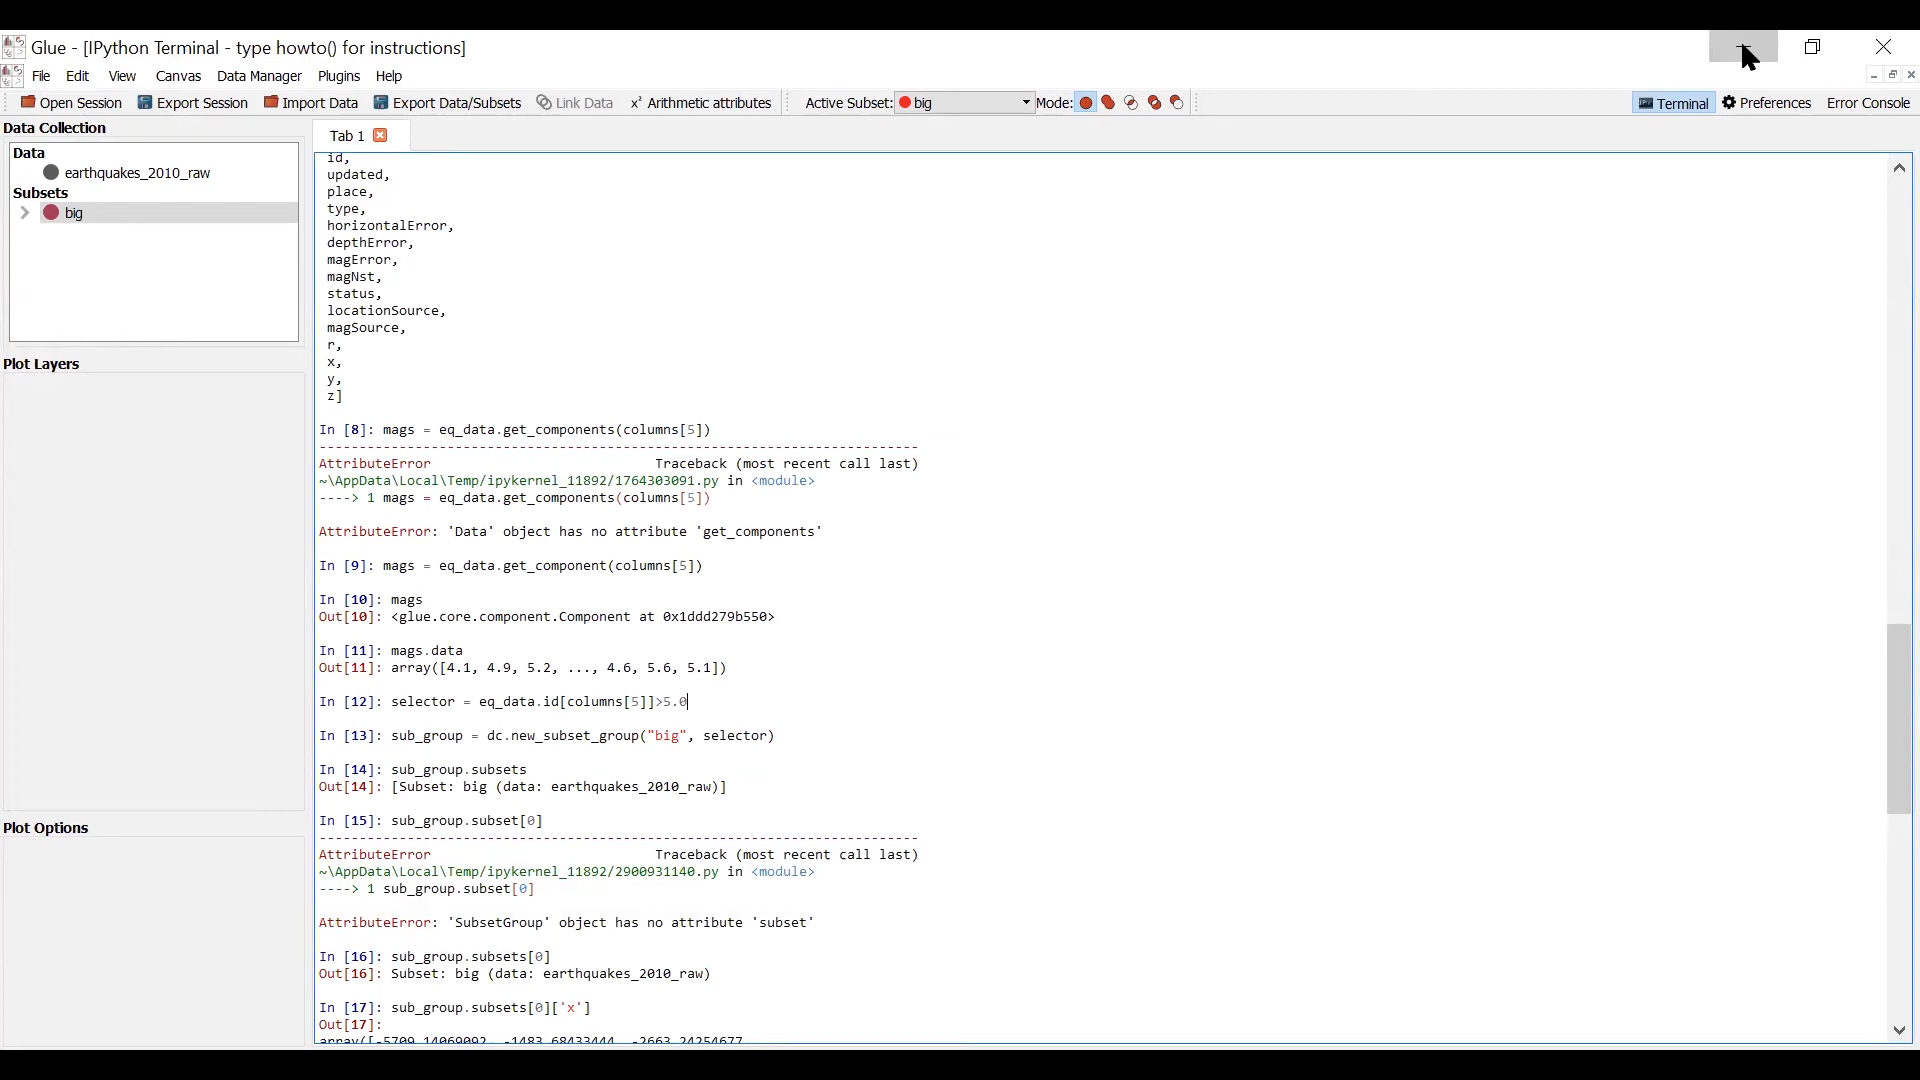 Glue - [IPython Terminal - type howto() for instructions]
File Edit View Canvas Data Manager Plugins Help
Open Session Export Session Import Data Export Data/Subsets Link Data x² Arithmetic attributes Active Subset: big Mode: Terminal Preferences Error Console
Data Collection
Data
earthquakes_2010_raw
Subsets
big
Plot Layers
Plot Options
Tab 1
id,
updated,
place,
type,
horizontalError,
depthError,
magError,
magNst,
status,
locationSource,
magSource,
r,
x,
y,
z]
In [8]: mags = eq_data.get_components(columns[5])
---------------------------------------------------------------------------
AttributeError Traceback (most recent call last)
~\AppData\Local\Temp/ipykernel_11892/1764303091.py in <module>
----> 1 mags = eq_data.get_components(columns[5])
AttributeError: 'Data' object has no attribute 'get_components'
In [9]: mags = eq_data.get_component(columns[5])
In [10]: mags
Out[10]: <glue.core.component.Component at 0x1ddd279b550>
In [11]: mags.data
Out[11]: array([4.1, 4.9, 5.2, ..., 4.6, 5.6, 5.1])
In [12]: selector = eq_data.id[columns[5]]>5.0
In [13]: sub_group = dc.new_subset_group("big", selector)
In [14]: sub_group.subsets
Out[14]: [Subset: big (data: earthquakes_2010_raw)]
In [15]: sub_group.subset[0]
---------------------------------------------------------------------------
AttributeError Traceback (most recent call last)
~\AppData\Local\Temp/ipykernel_11892/2900931140.py in <module>
----> 1 sub_group.subset[0]
AttributeError: 'SubsetGroup' object has no attribute 'subset'
In [16]: sub_group.subsets[0]
Out[16]: Subset: big (data: earthquakes_2010_raw)
In [17]: sub_group.subsets[0]['x']
Out[17]:
array([-5709.14069092, -1483.68433444, -2663.24254677,